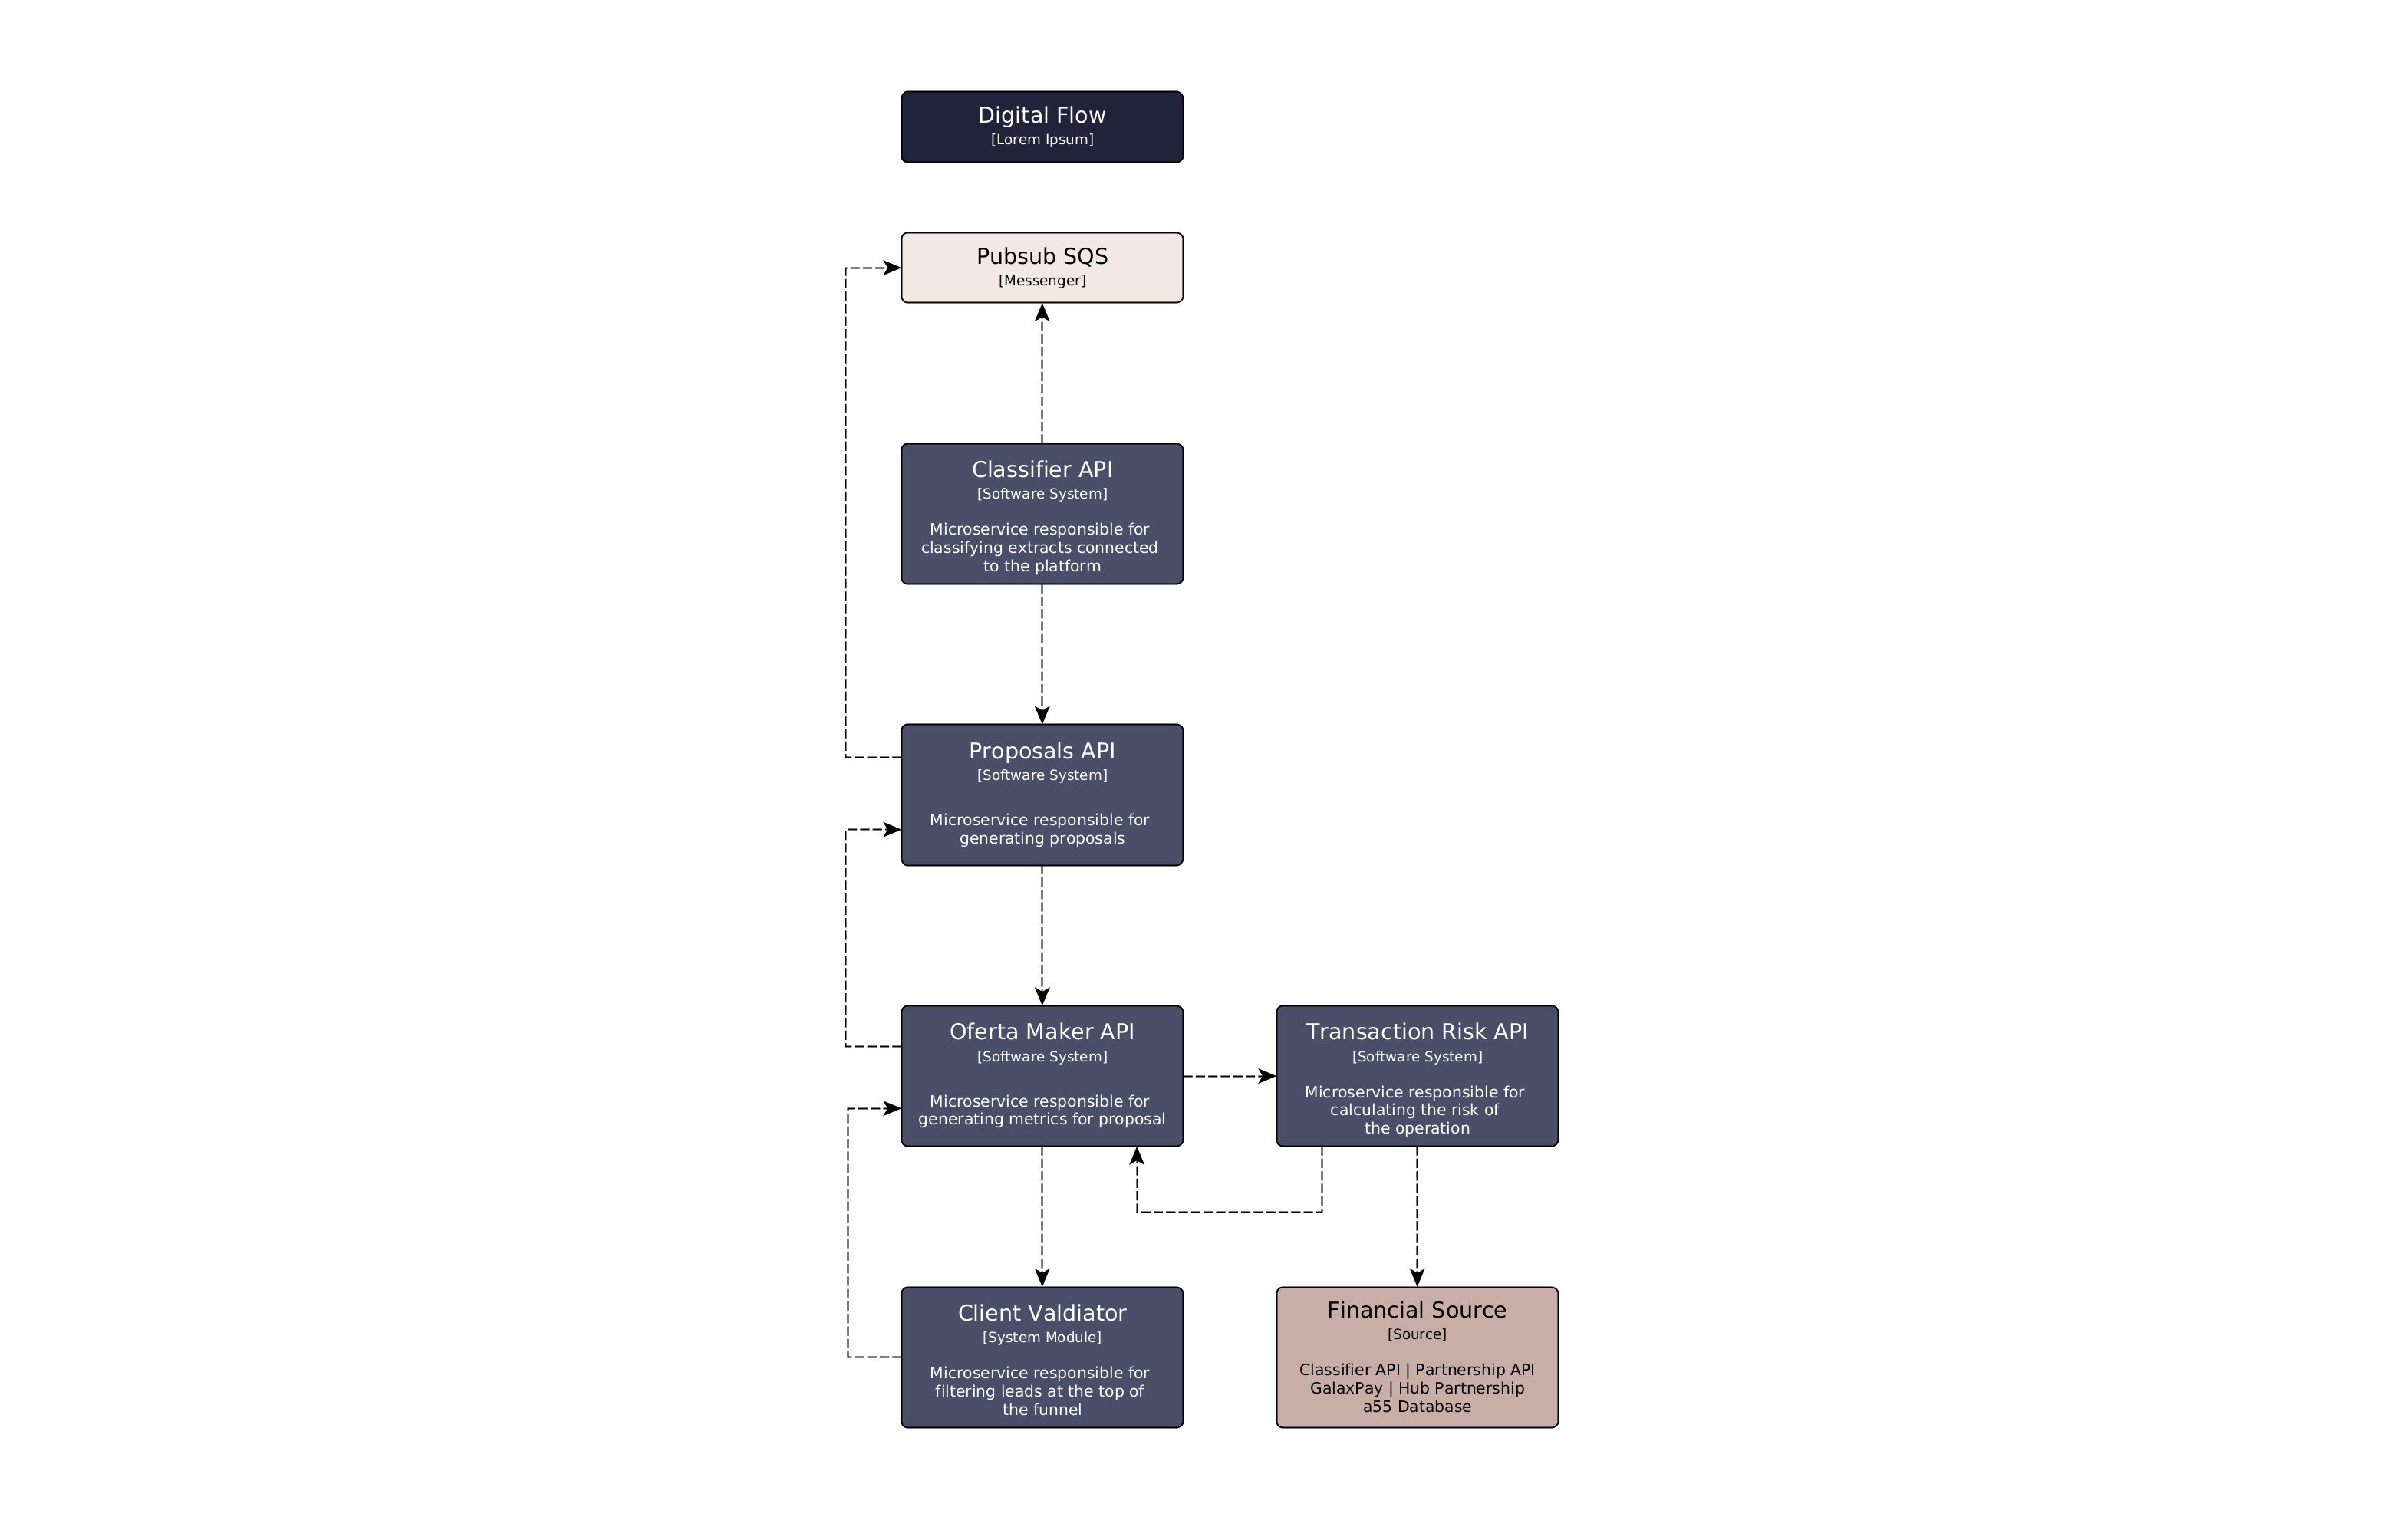 Digital Flow
[Lorem Ipsum]
Pubsub SQS
[Messenger]
Classifier API
[Software System]
Microservice responsible for
classifying extracts connected
to the platform
Proposals API
[Software System]
Microservice responsible for
generating proposals
Oferta Maker API
[Software System]
Microservice responsible for
generating metrics for proposal
Transaction Risk API
[Software System]
Microservice responsible for
calculating the risk of
the operation
Client Valdiator
[System Module]
Microservice responsible for
filtering leads at the top of
the funnel
Financial Source
[Source]
Classifier API | Partnership API
GalaxPay | Hub Partnership
a55 Database